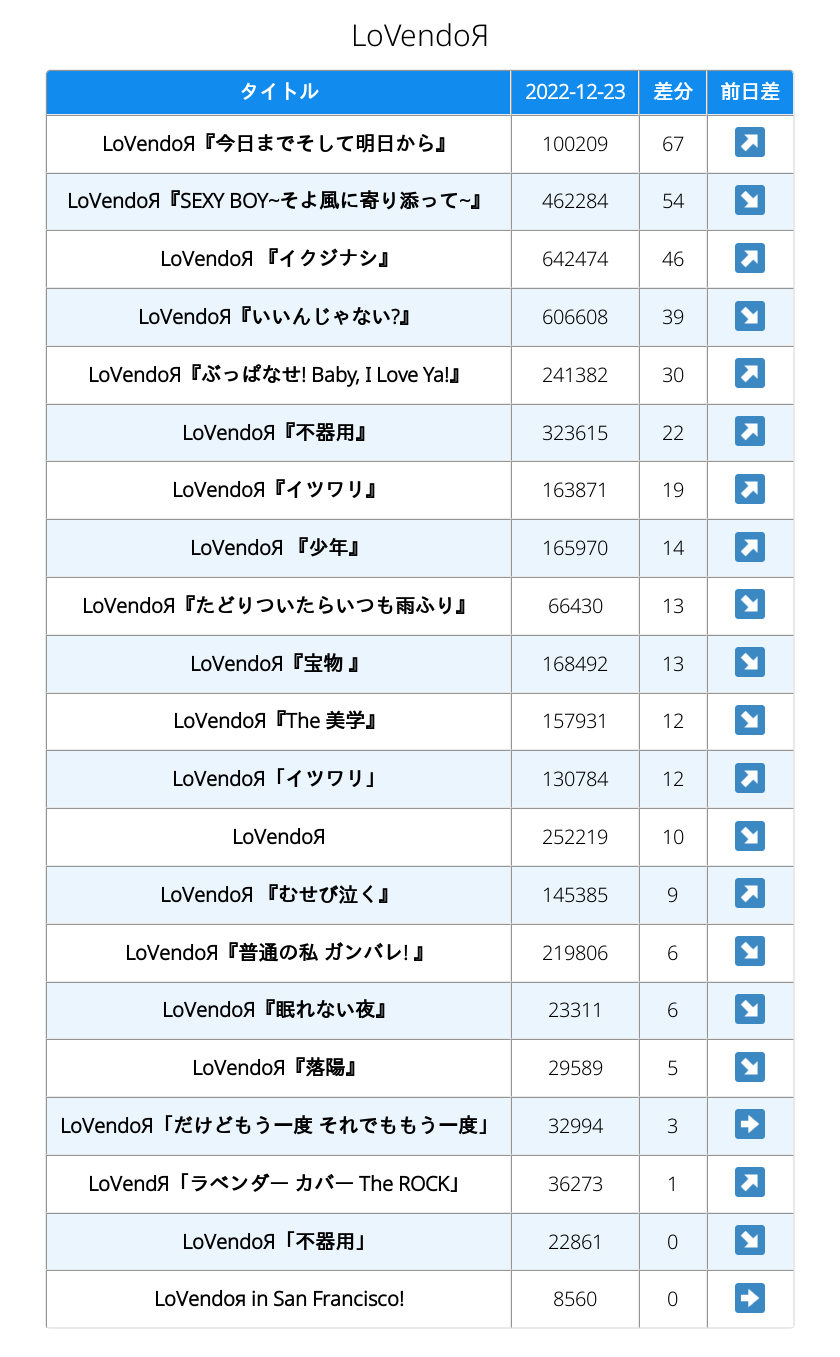 LoVendoЯ
タイトル 2022-12-23 差分 前日差
LoVendoЯ『今日までそして明日から』 100209 67
LoVendoЯ『SEXY BOY~そよ風に寄り添って~』 462284 54
LoVendoЯ 『イクジナシ』 642474 46
LoVendoЯ『いいんじゃない?』 606608 39
LoVendoЯ『ぶっぱなせ! Baby, I Love Ya!』 241382 30
LoVendoЯ『不器用』 323615 22
LoVendoЯ『イツワリ』 163871 19
LoVendoЯ 『少年』 165970 14
LoVendoЯ『たどりついたらいつも雨ふり』 66430 13
LoVendoЯ『宝物 』 168492 13
LoVendoЯ『The 美学』 157931 12
LoVendoЯ「イツワリ」 130784 12
LoVendoЯ 252219 10
LoVendoЯ 『むせび泣く』 145385 9
LoVendoЯ『普通の私 ガンバレ! 』 219806 6
LoVendoЯ『眠れない夜』 23311 6
LoVendoЯ『落陽』 29589 5
LoVendoЯ「だけどもう一度 それでももう一度」 32994 3
LoVendЯ「ラベンダー カバー The ROCK」 36273 1
LoVendoЯ「不器用」 22861 0
LoVendoя in San Francisco! 8560 0